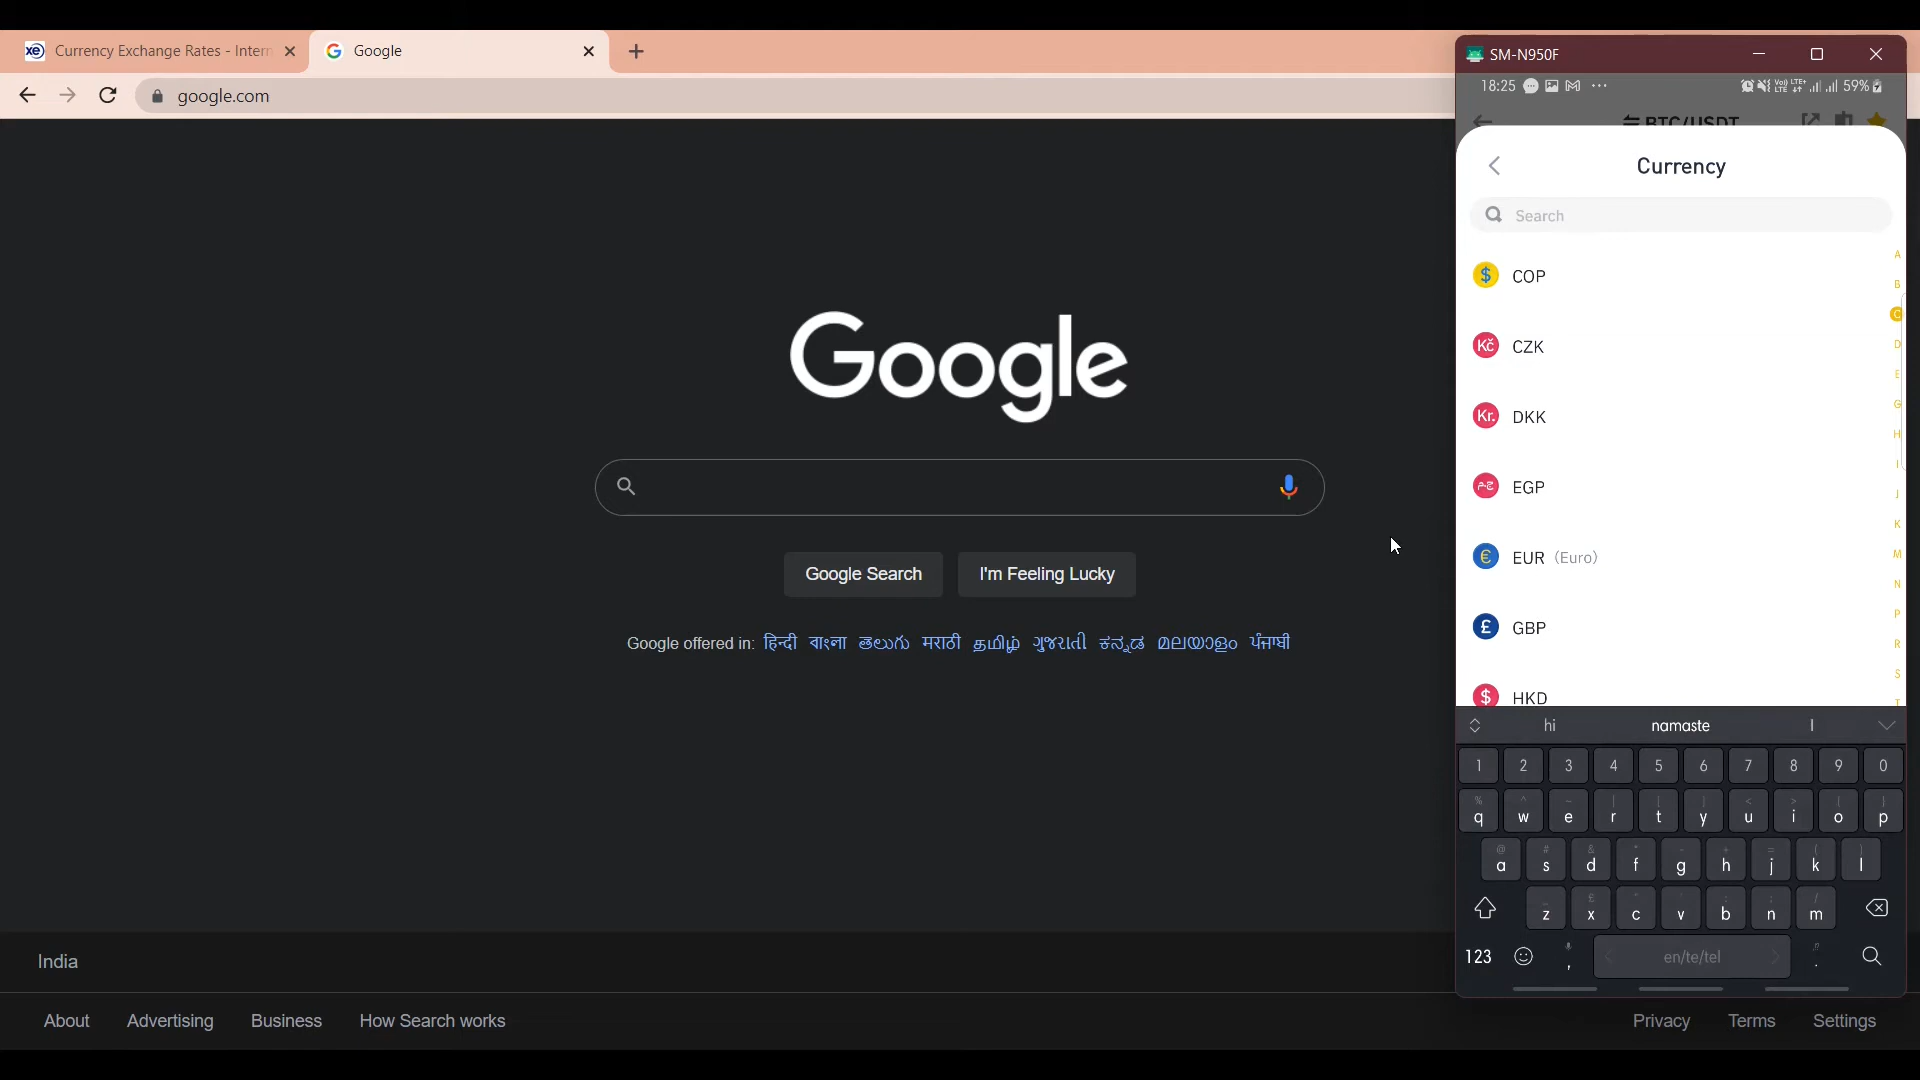 Currency Exchange Rates - Intern
Google
google.com
Google
Google Search
I'm Feeling Lucky
Google offered in: हिन्दी বাংলা తెలుగు मराठी தமிழ் ગુજરાતી ಕನ್ನಡ മലയാളം ਪੰਜਾਬੀ
India
About Advertising Business How Search works
Privacy Terms Settings
SM-N950F
18:25
59%
BTC/USDT
Currency
Search
COP
CZK
DKK
EGP
EUR (Euro)
GBP
HKD
A
B
C
D
E
G
H
I
J
K
M
N
P
R
S
T
hi namaste I
1 2 3 4 5 6 7 8 9 0
q w e r t y u i o p
a s d f g h j k l
z x c v b n m
123 , en/te/tel .